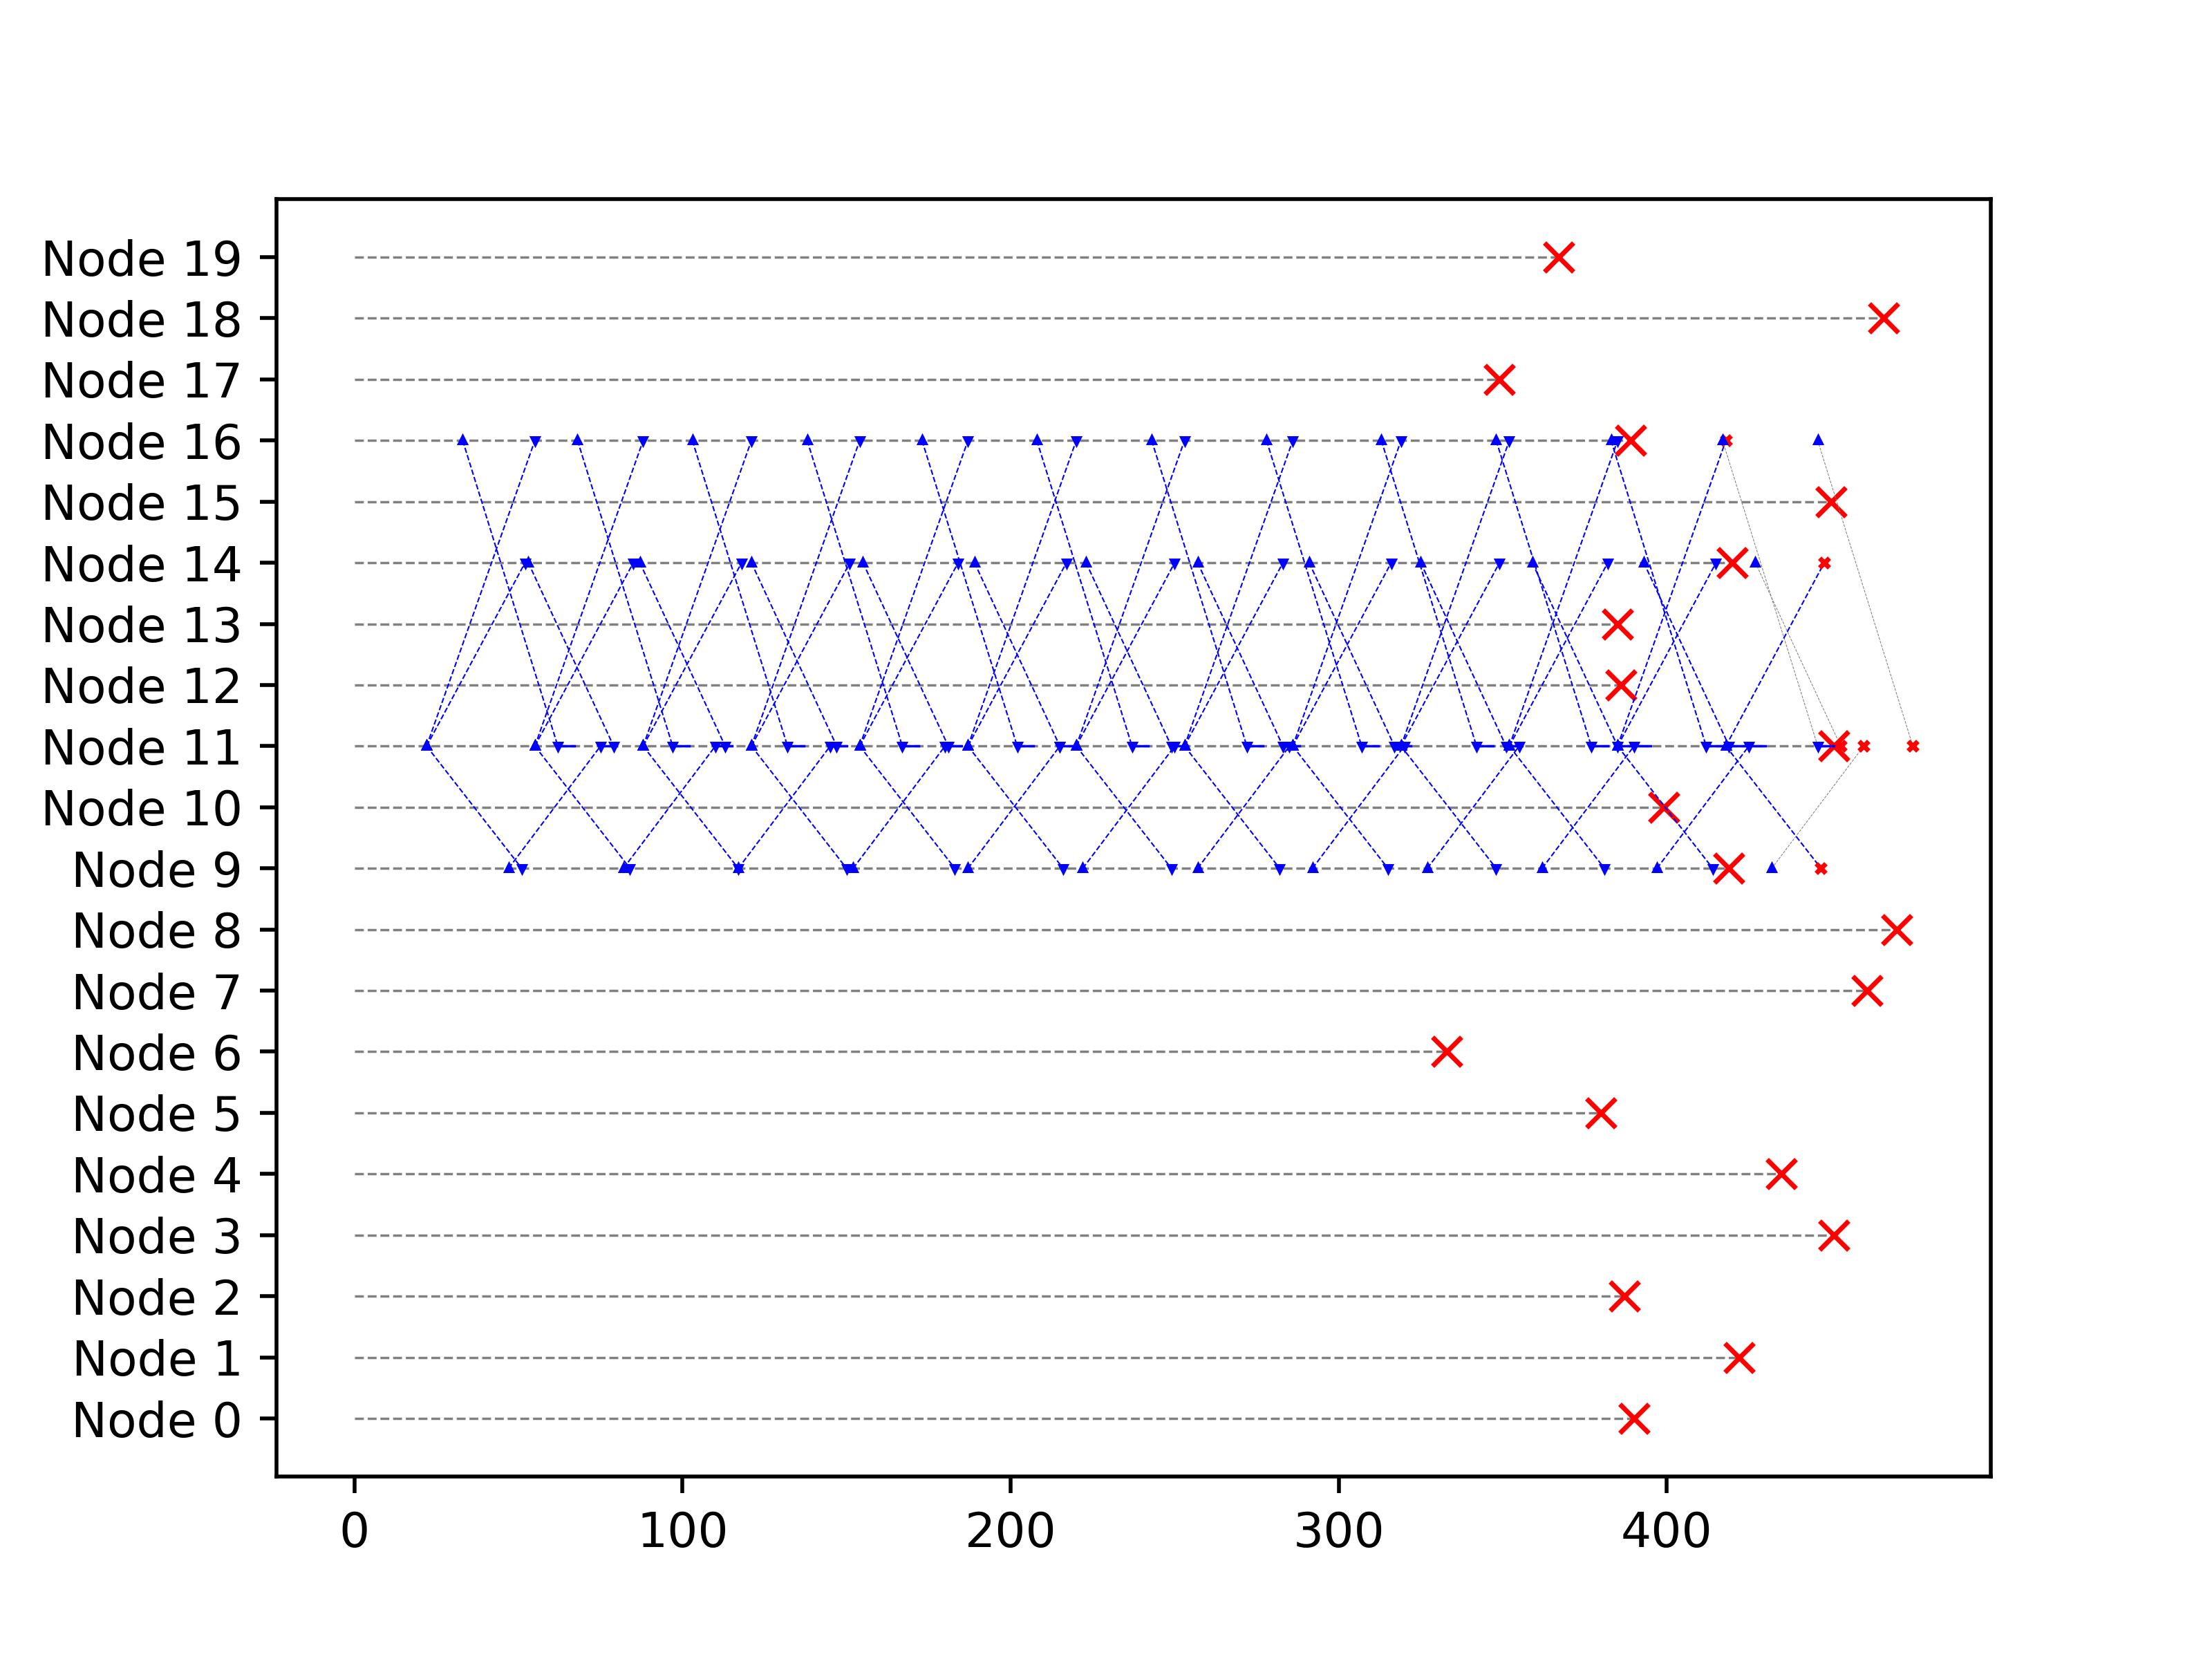 Node 19
Node 18
Node 17
Node 16
Node 15
Node 14
Node 13
Node 12
Node 11
Node 10
Node 9
Node 8
Node 7
Node 6
Node 5
Node 4
Node 3
Node 2
Node 1
Node 0
0 100 200 300 400